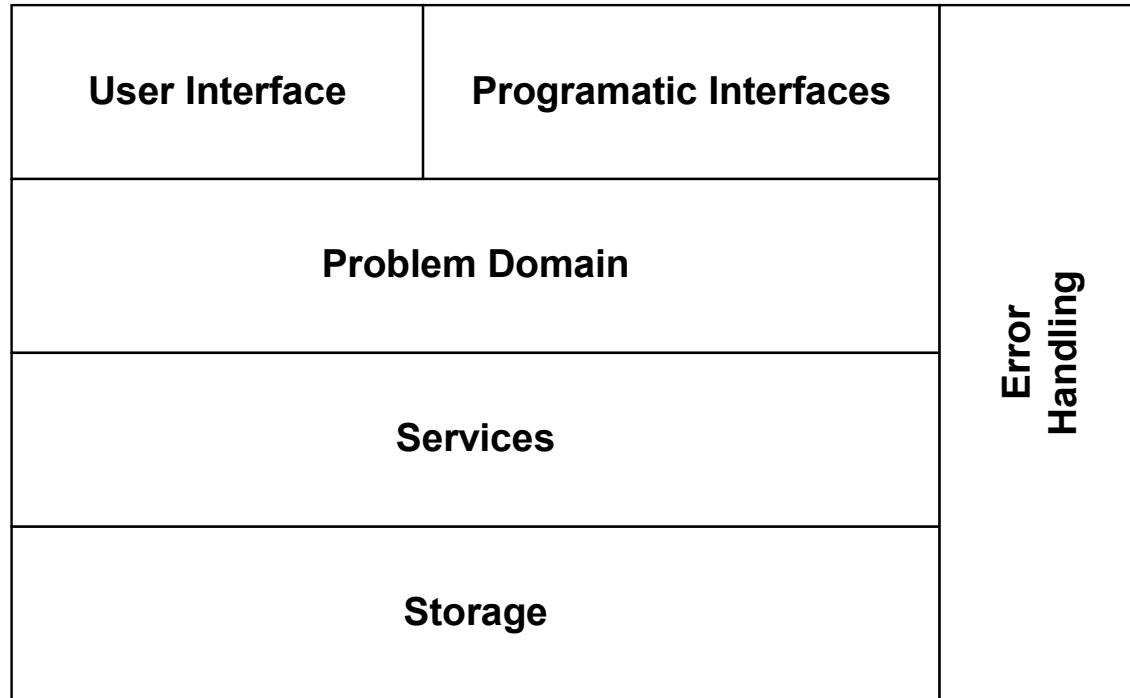 User Interface
Programatic Interfaces
Problem Domain
Services
Storage
Error
Handling